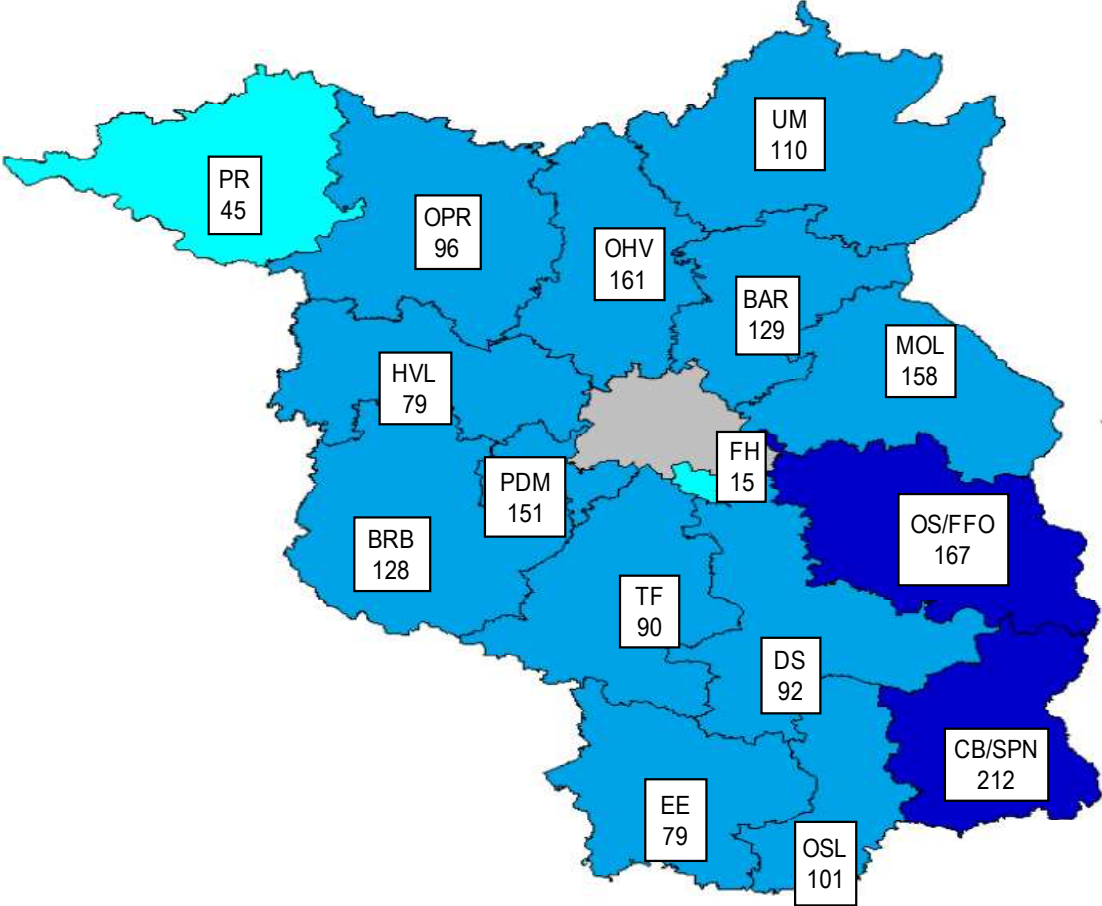 UM
110
PR
45
OPR
96
OHV
161
BAR
129
MOL
158
HVL
79
FH
15
PDM
151
OS/FFO
167
BRB
128
TF
90
DS
92
CB/SPN
212
EE
79
OSL
101